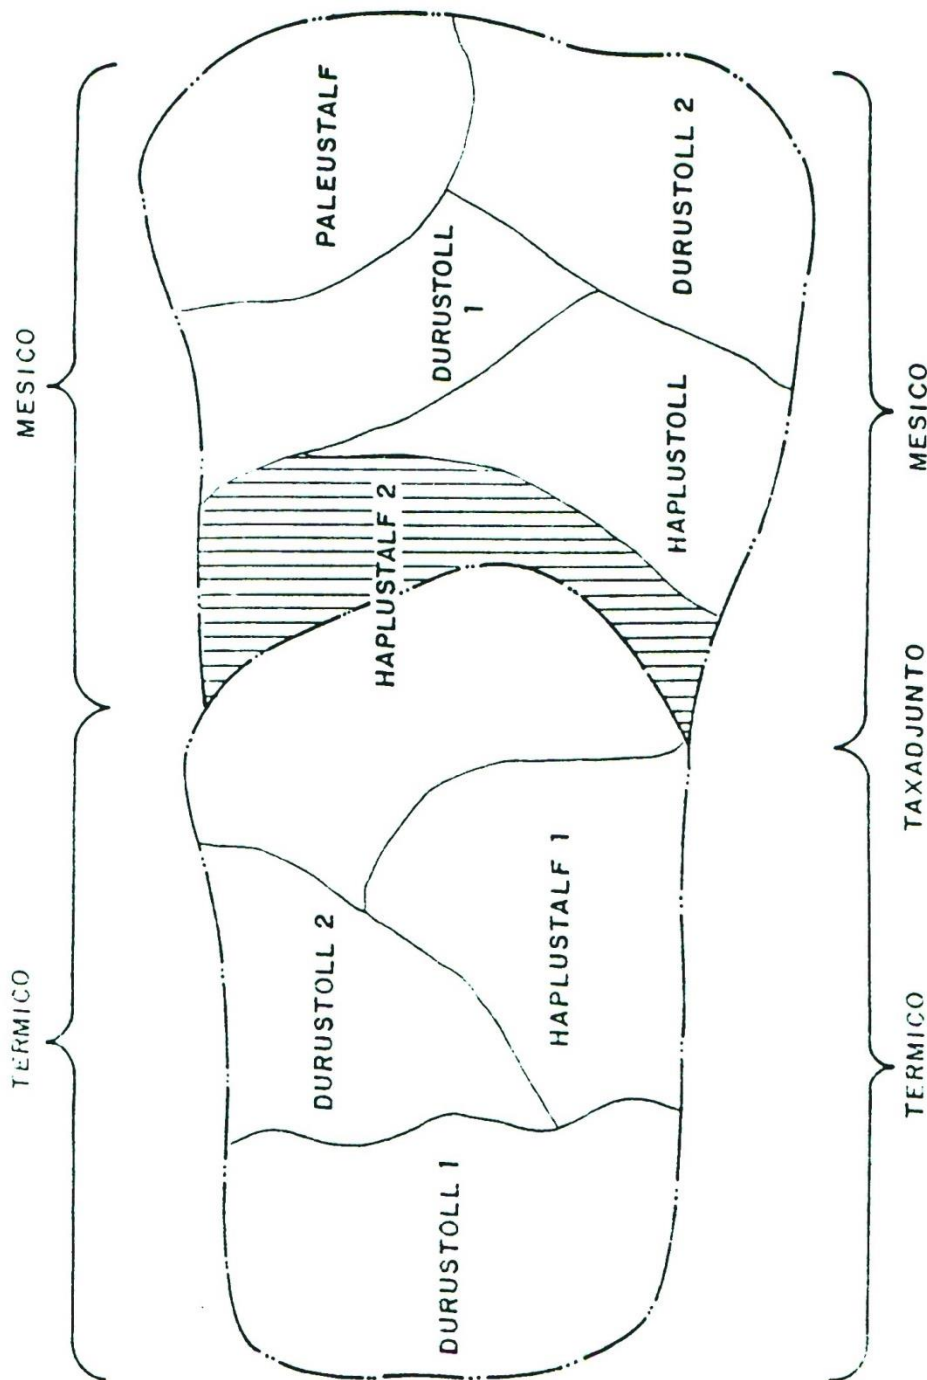 TERMICO
MESICO
DURUSTOLL 2
PALEUSTALF
HAPLUSTALF 2
DURUSTOLL 1
DURUSTOLL
1
HAPLUSTALF 1
HAPLUSTOLL
DURUSTOLL 2
TERMICO
TAXADJUNTO
MESICO